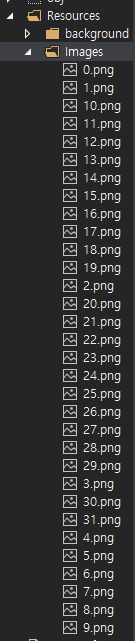 Resources
background
Images
0.png
1.png
10.png
11.png
12.png
13.png
14.png
15.png
16.png
17.png
18.png
19.png
2.png
20.png
21.png
22.png
23.png
24.png
25.png
26.png
27.png
28.png
29.png
3.png
30.png
31.png
4.png
5.png
6.png
7.png
8.png
9.png